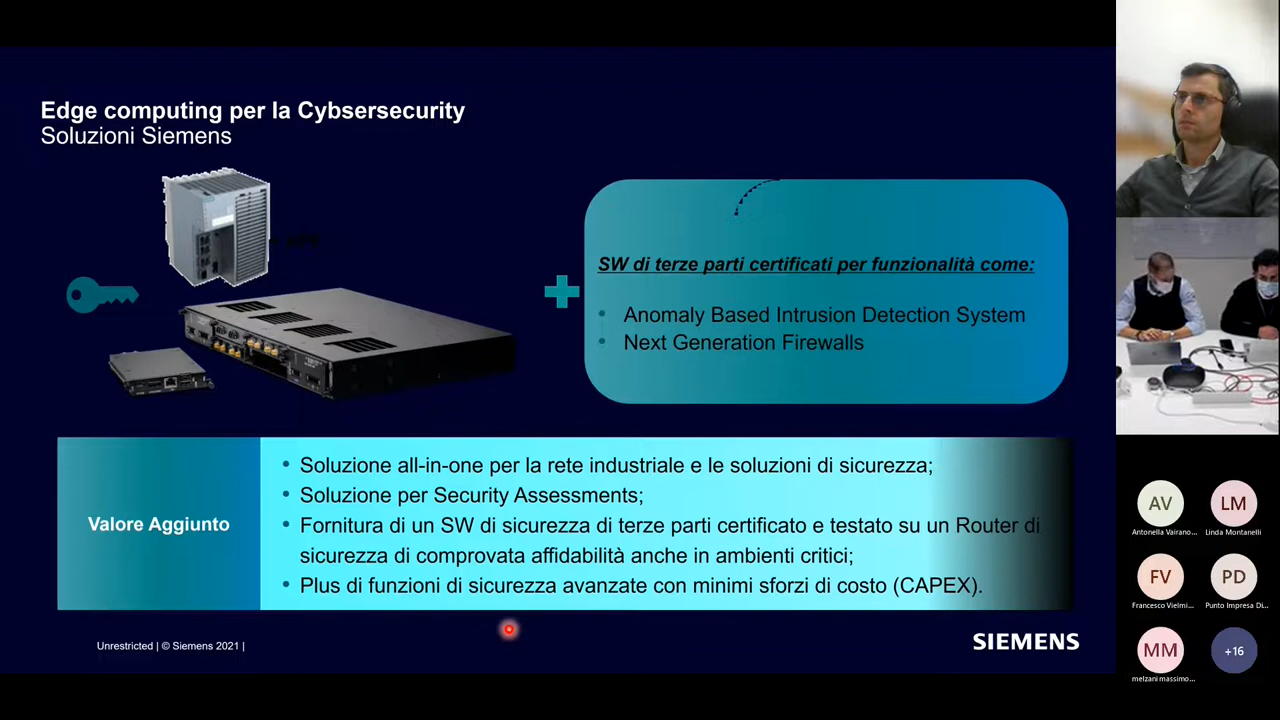 Edge computing per la Cybsersecurity
Soluzioni Siemens
SW di terze parti certificati per funzionalità come:
• Anomaly Based Intrusion Detection System
• Next Generation Firewalls
Valore Aggiunto
• Soluzione all-in-one per la rete industriale e le soluzioni di sicurezza;
• Soluzione per Security Assessments;
• Fornitura di un SW di sicurezza di terze parti certificato e testato su un Router di
sicurezza di comprovata affidabilità anche in ambienti critici;
• Plus di funzioni di sicurezza avanzate con minimi sforzi di costo (CAPEX).
Unrestricted | © Siemens 2021 |
SIEMENS
AV
LM
Antonella Vairano...
Linda Montanelli
FV
PD
Francesco Vielmi...
Punto Impresa Di...
MM
+16
melzani massimo...